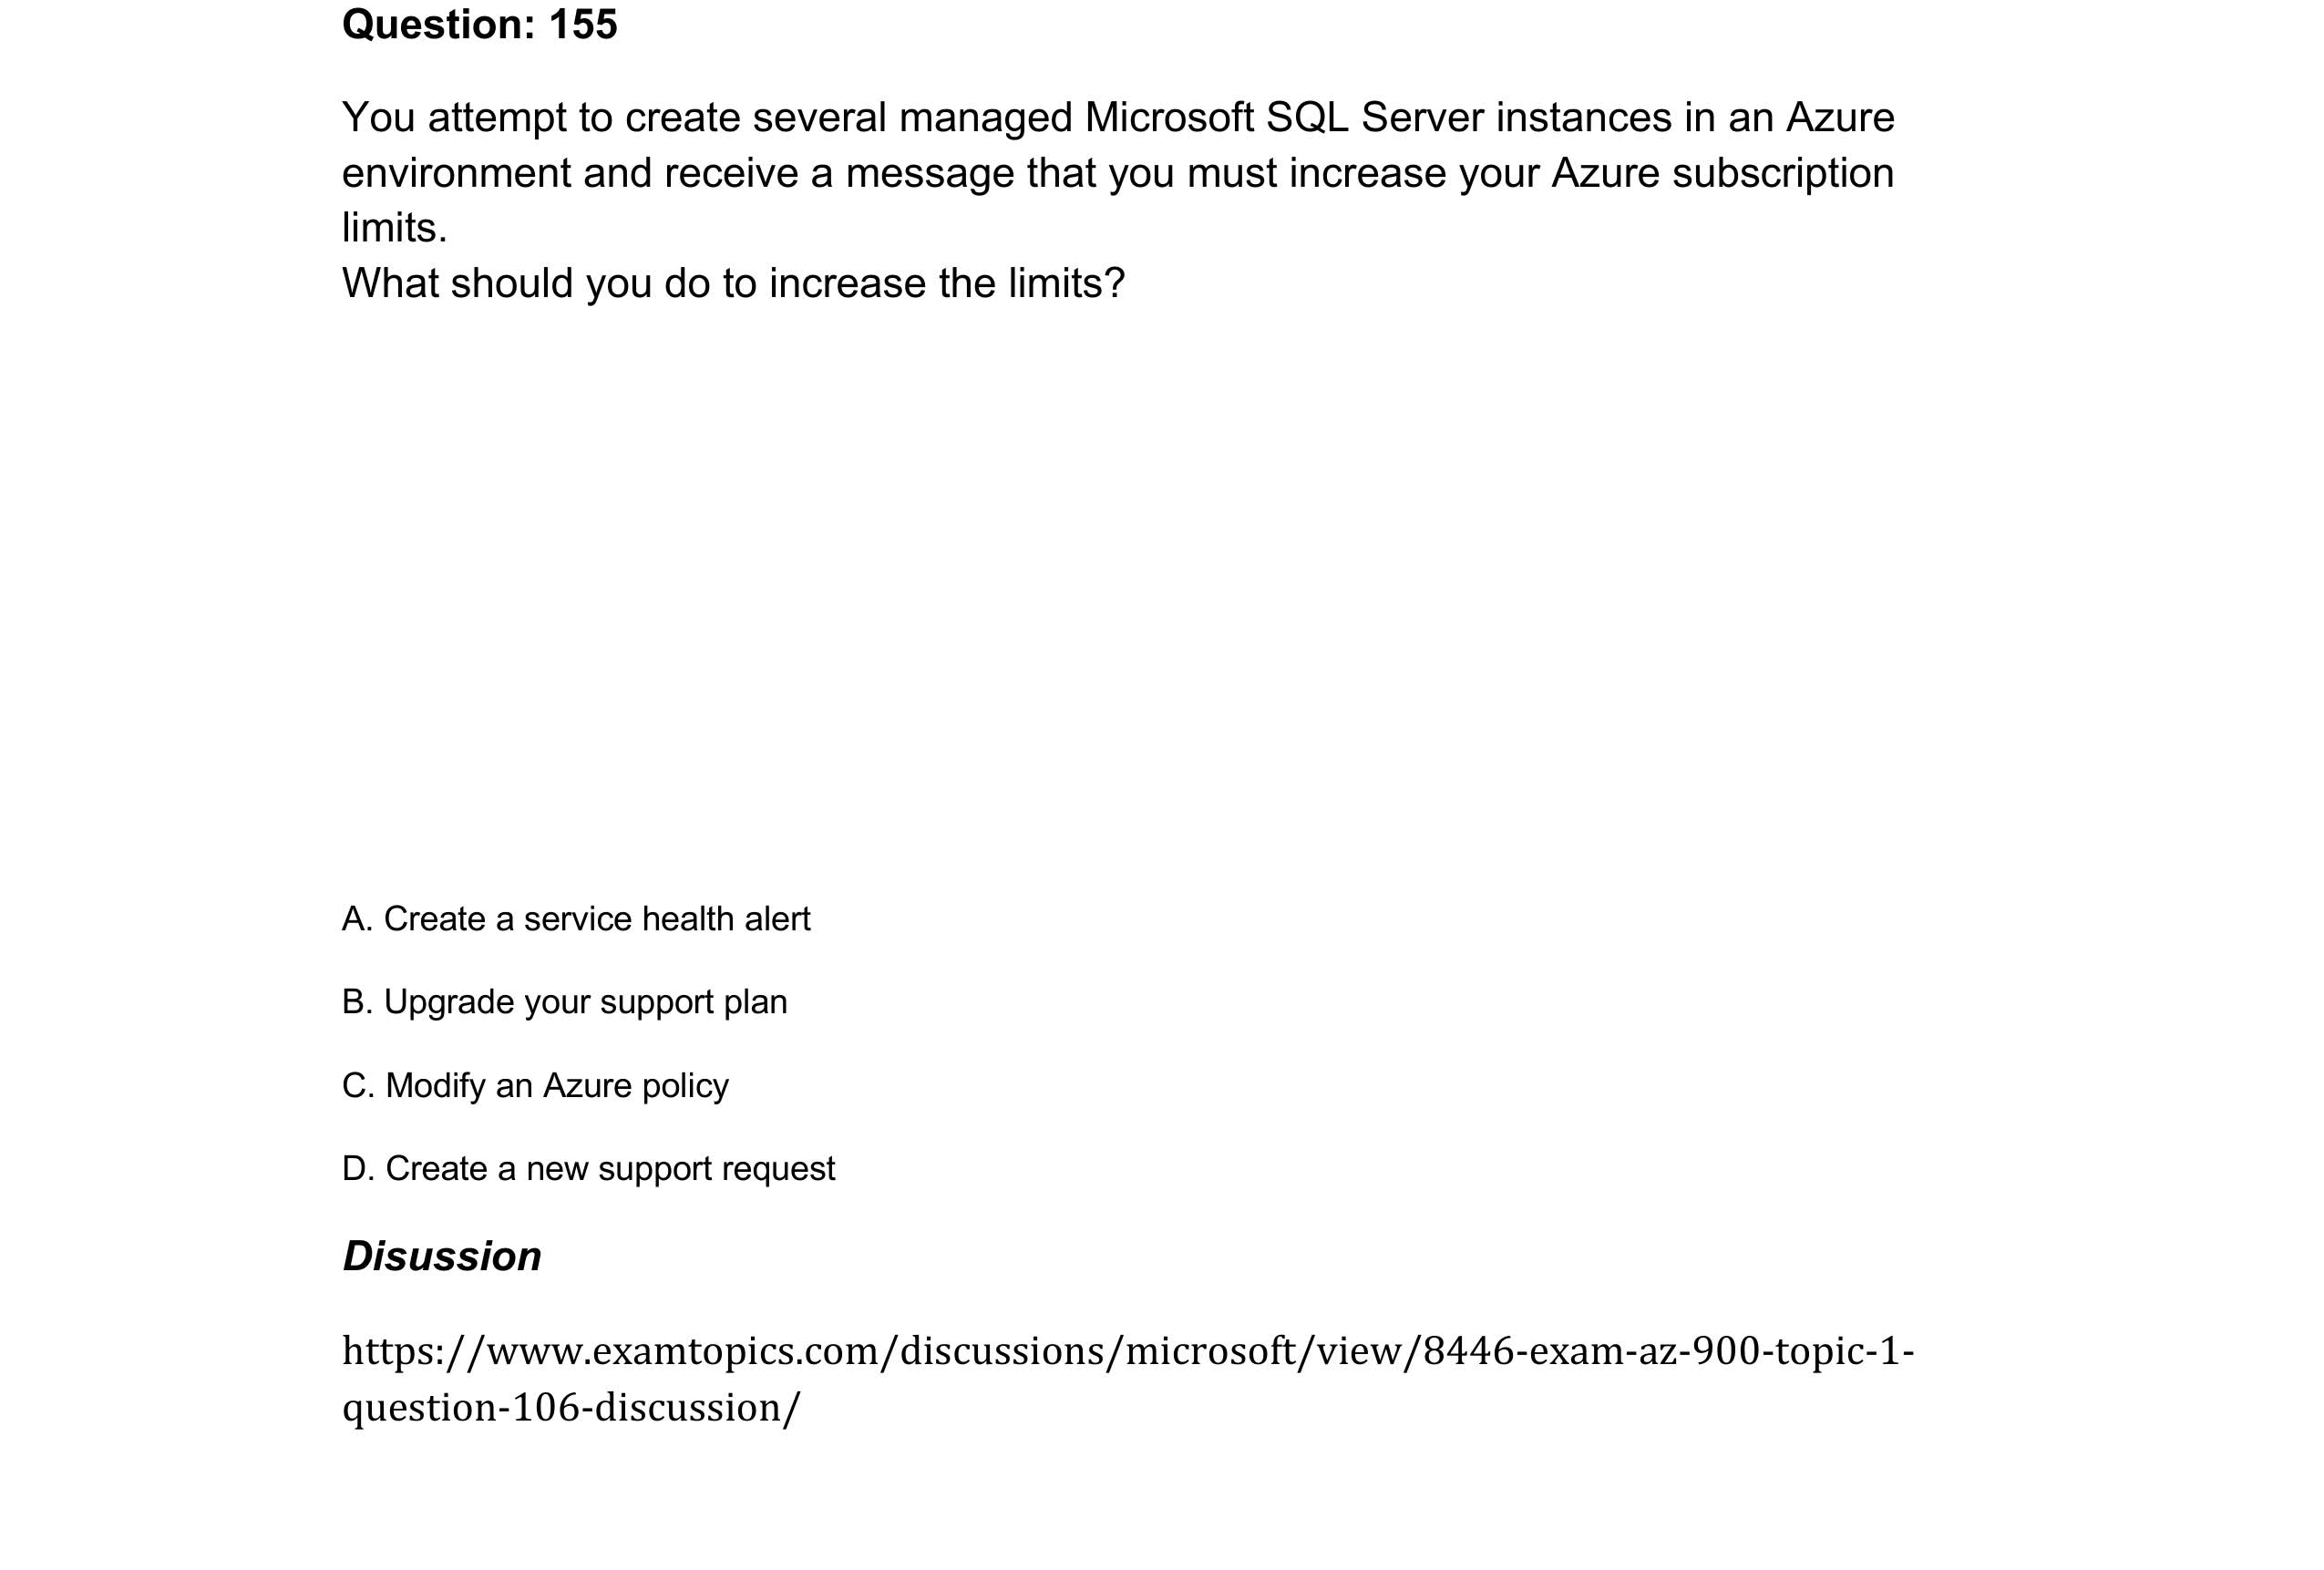 Question: 155
You attempt to create several managed Microsoft SQL Server instances in an Azure
environment and receive a message that you must increase your Azure subscription
limits.
What should you do to increase the limits?
A. Create a service health alert
B. Upgrade your support plan
C. Modify an Azure policy
D. Create a new support request
Disussion
https://www.examtopics.com/discussions/microsoft/view/8446-exam-az-900-topic-1-
question-106-discussion/